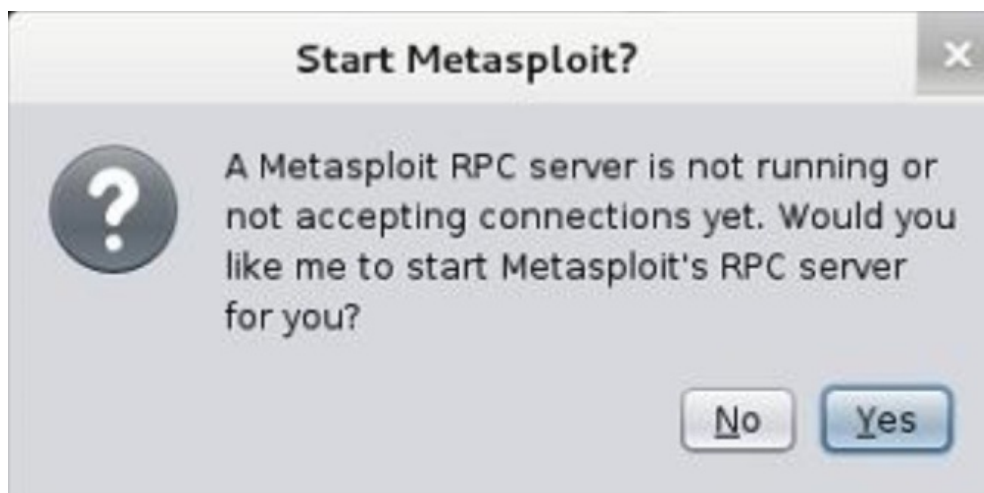 Start Metasploit?
A Metasploit RPC server is not running or
not accepting connections yet. Would you
like me to start Metasploit's RPC server
for you?
No
Yes